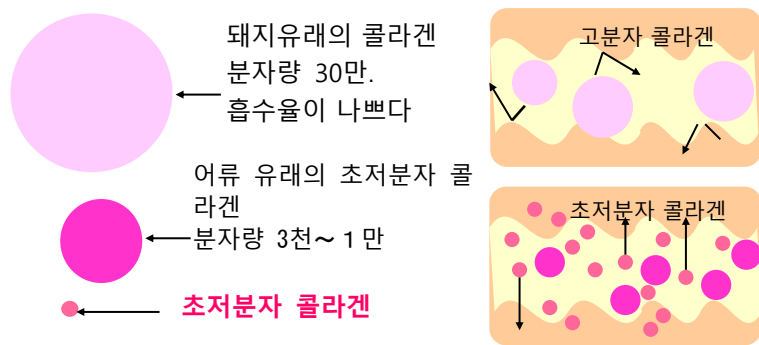 돼지유래의 콜라겐
분자량 30만.
흡수율이 나쁘다
어류 유래의 초저분자 콜
라겐
분자량 3천～１만
초저분자 콜라겐
고분자 콜라겐
초저분자 콜라겐